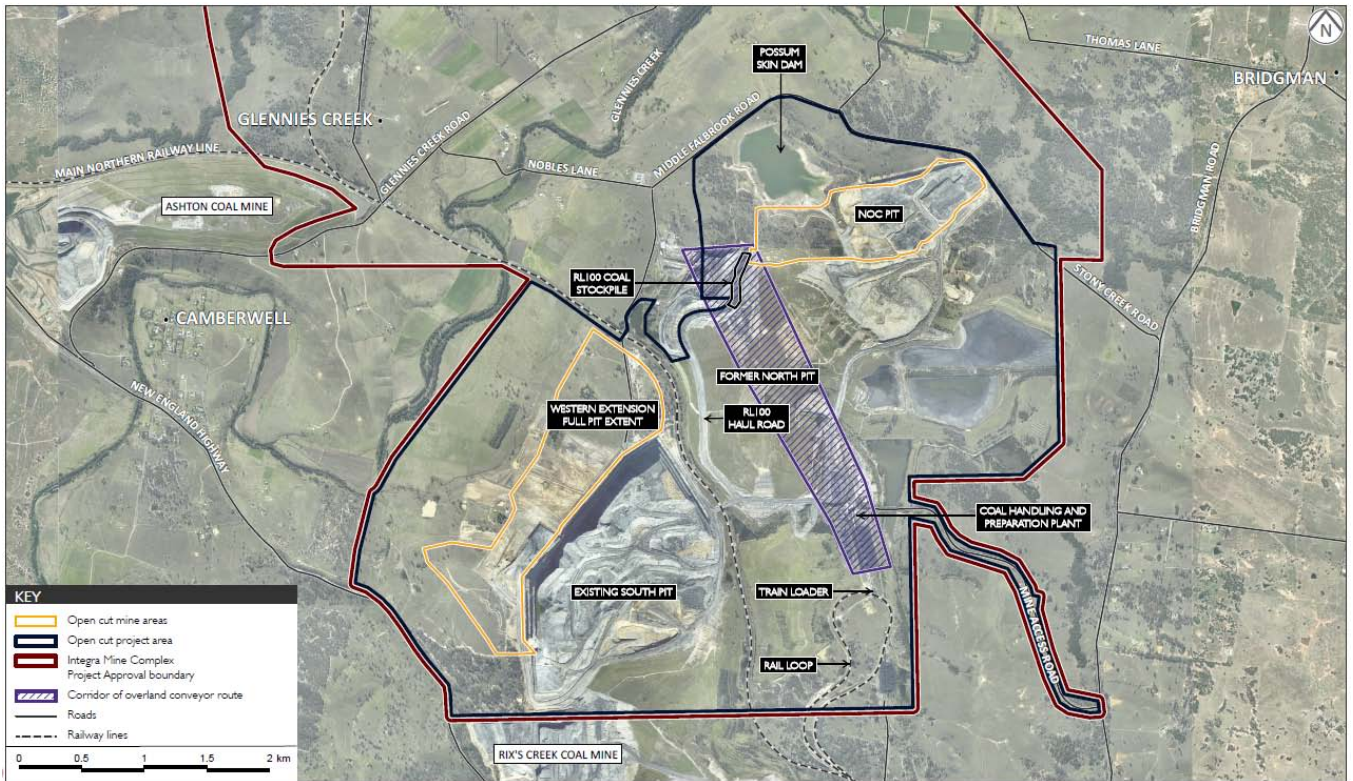 N
THOMAS LANE
BRIDGMAN
POSSUM
SKIN DAM
GLENNIES CREEK
GLENNIES CREEK
GLENNIES CREEK ROAD
MIDDLE FALBROOK ROAD
MAIN NORTHERN RAILWAY LINE
NOBLES LANE
BRIDGMAN ROAD
ASHTON COAL MINE
NOC PIT
RL100 COAL
STOCKPILE
STONY CREEK ROAD
CAMBERWELL
NEW ENGLAND HIGHWAY
FORMER NORTH PIT
WESTERN EXTENSION
FULL PIT EXTENT
RL100
HAUL ROAD
COAL HANDLING AND
PREPARATION PLANT
EXISTING SOUTH PIT
TRAIN LOADER
MINE ACCESS ROAD
RAIL LOOP
RIX'S CREEK COAL MINE
KEY
Open cut mine areas
Open cut project area
Integra Mine Complex
Project Approval boundary
Corridor of overland conveyor route
Roads
Railway lines
0 0.5 1 1.5 2 km